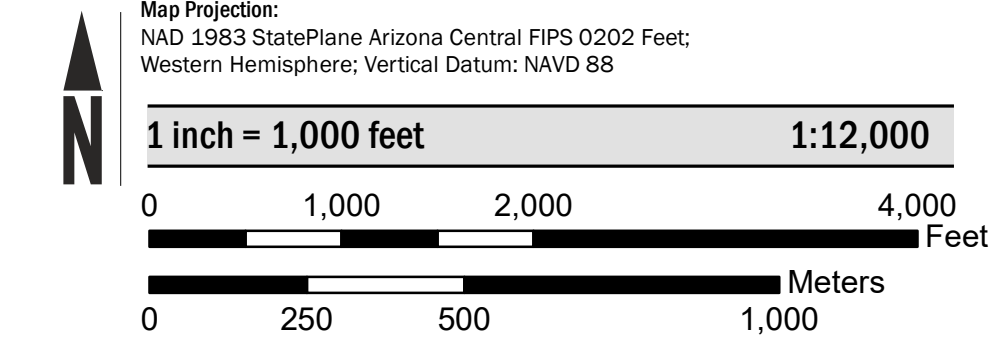 Map Projection:
NAD 1983 StatePlane Arizona Central FIPS 0202 Feet;
Western Hemisphere; Vertical Datum: NAVD 88
N
1 inch = 1,000 feet 1:12,000
0 1,000 2,000 4,000
Feet
Meters
0 250 500 1,000